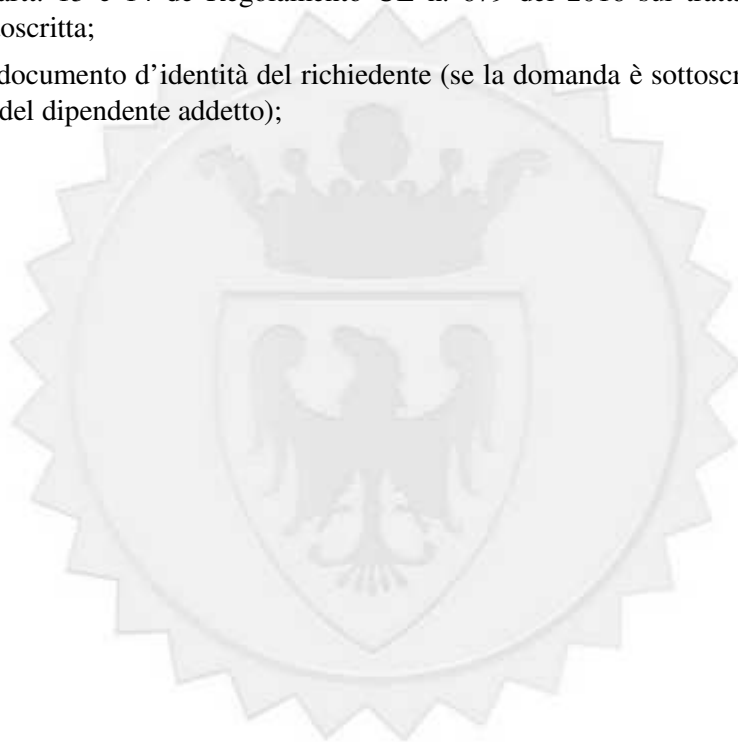 artt. 13 e 14 de Regolamento UE n. 679 del 2016 sul tratta
oscritta;
documento d’identità del richiedente (se la domanda è sottoscr
del dipendente addetto);